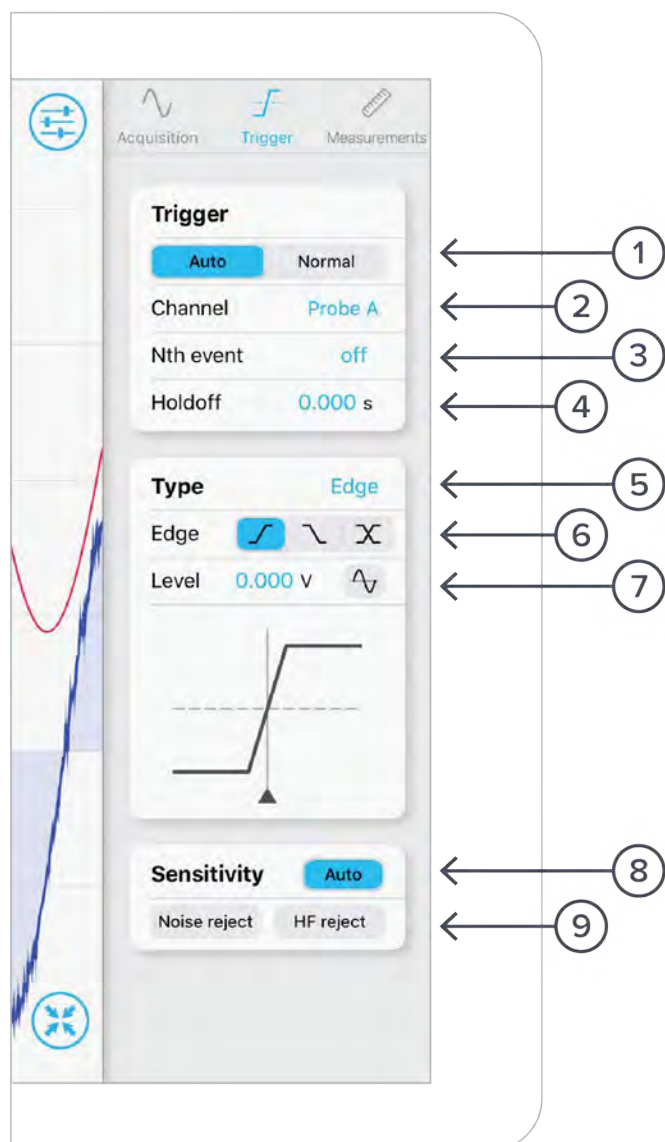 Acquisition Trigger Measurements
Trigger
Auto Normal 1
Channel Probe A 2
Nth event off 3
Holdoff 0.000 s 4
Type Edge 5
Edge 6
Level 0.000 V 7
Sensitivity Auto 8
Noise reject HF reject 9